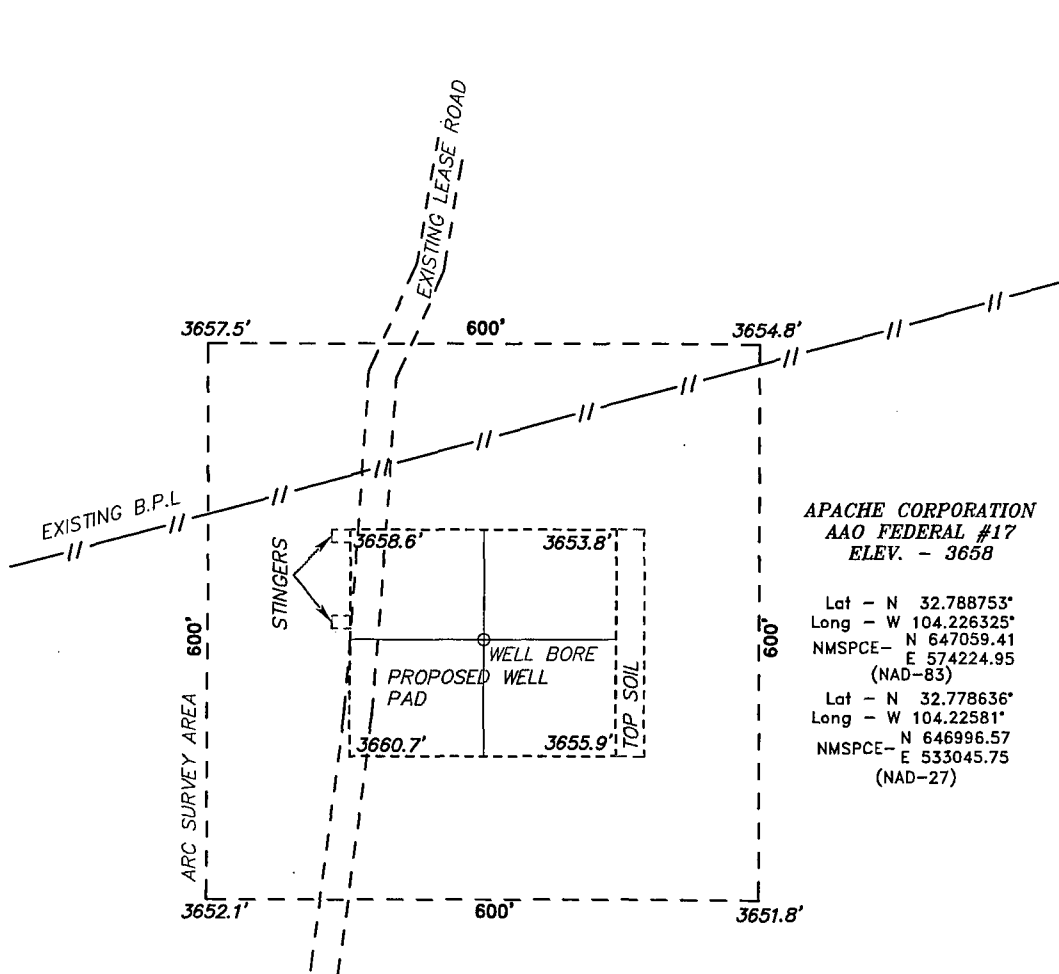 EXISTING LEASE ROAD
3657.5'
600'
3654.8'
EXISTING B.P.L
STINGERS
3658.6'
3653.8'
600'
WELL BORE
PROPOSED WELL
PAD
TOP SOIL
600'
3660.7'
3655.9'
ARC SURVEY AREA
3652.1'
600'
3651.8'
APACHE CORPORATION
AAO FEDERAL #17
ELEV. - 3658
Lat - N 32.788753°
Long - W 104.226325°
NMSPCE- N 647059.41
E 574224.95
(NAD-83)
Lat - N 32.778636°
Long - W 104.22581°
NMSPCE- N 646996.57
E 533045.75
(NAD-27)